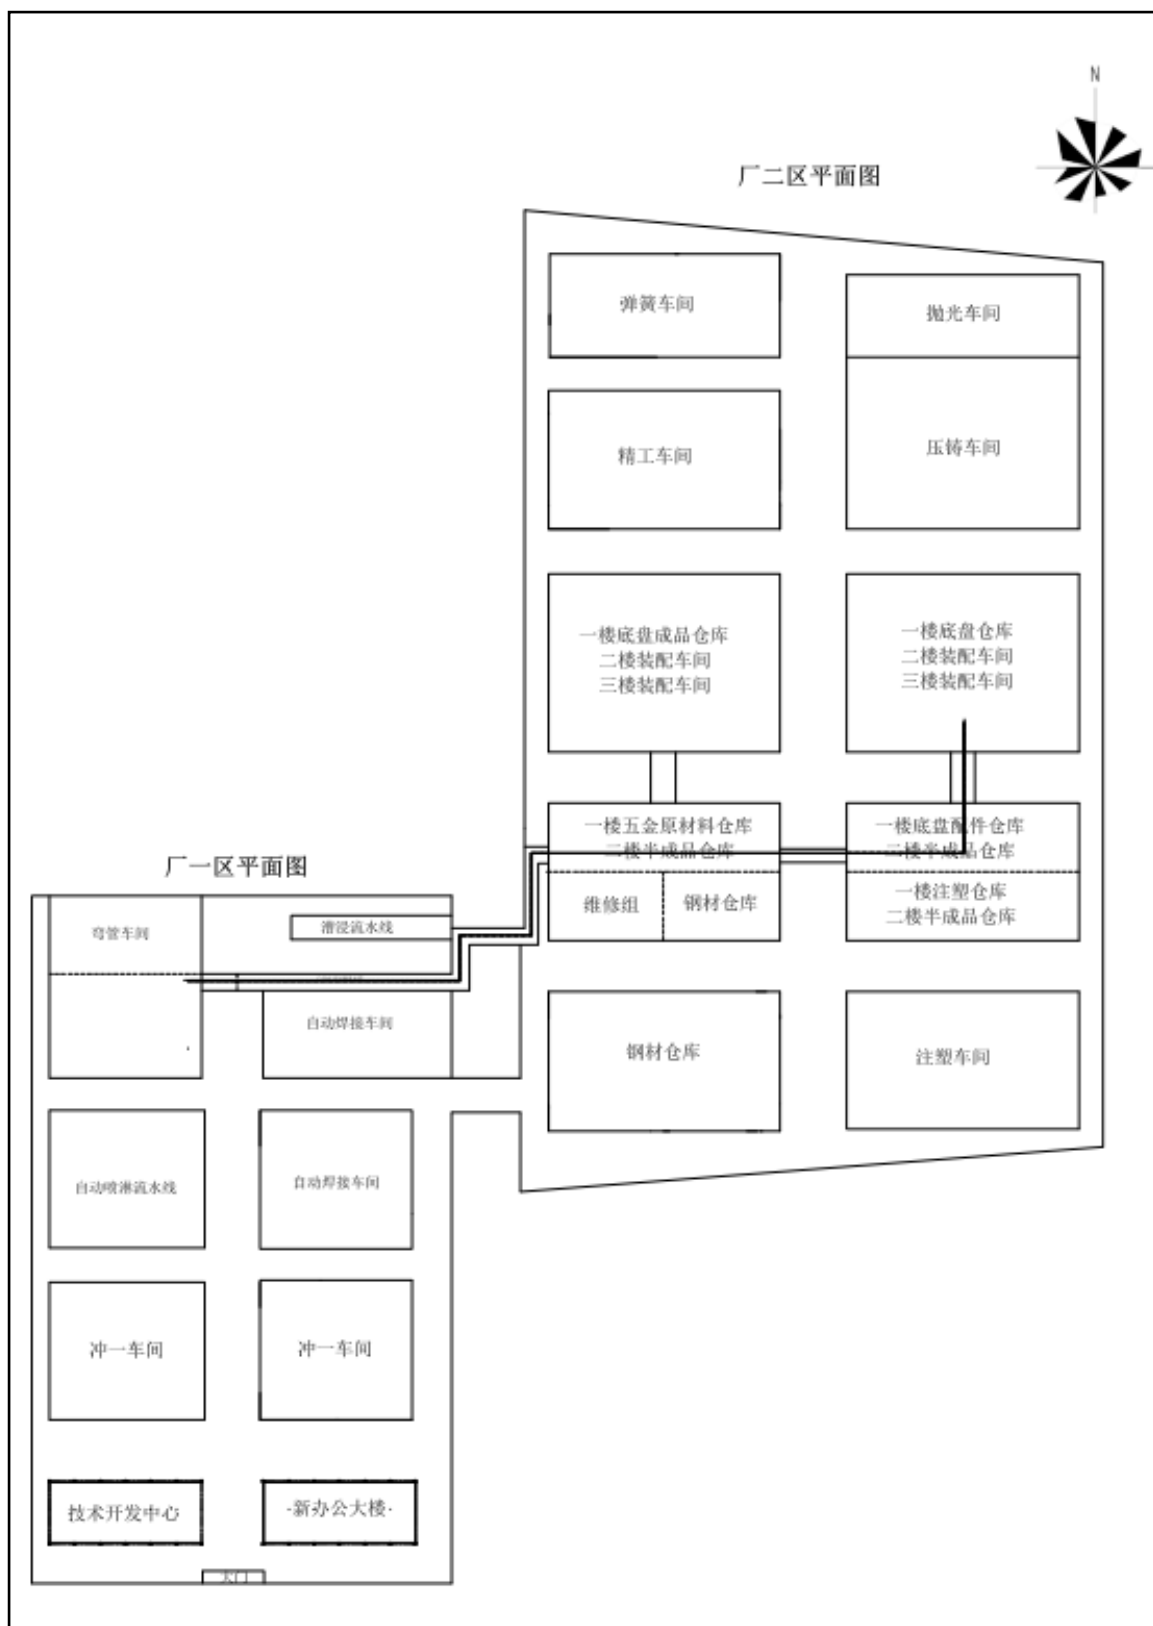 N
厂二区平面图
弹簧车间
抛光车间
精工车间
压铸车间
一楼底盘成品仓库
二楼装配车间
三楼装配车间
一楼底盘仓库
二楼装配车间
三楼装配车间
一楼五金原材料仓库
二楼半成品仓库
一楼底盘配件仓库
二楼半成品仓库
维修组
钢材仓库
一楼注塑仓库
二楼半成品仓库
钢材仓库
注塑车间
厂一区平面图
弯管车间
漕浸流水线
自动焊接车间
自动喷淋流水线
自动焊接车间
冲一车间
冲一车间
技术开发中心
·新办公大楼·
大门